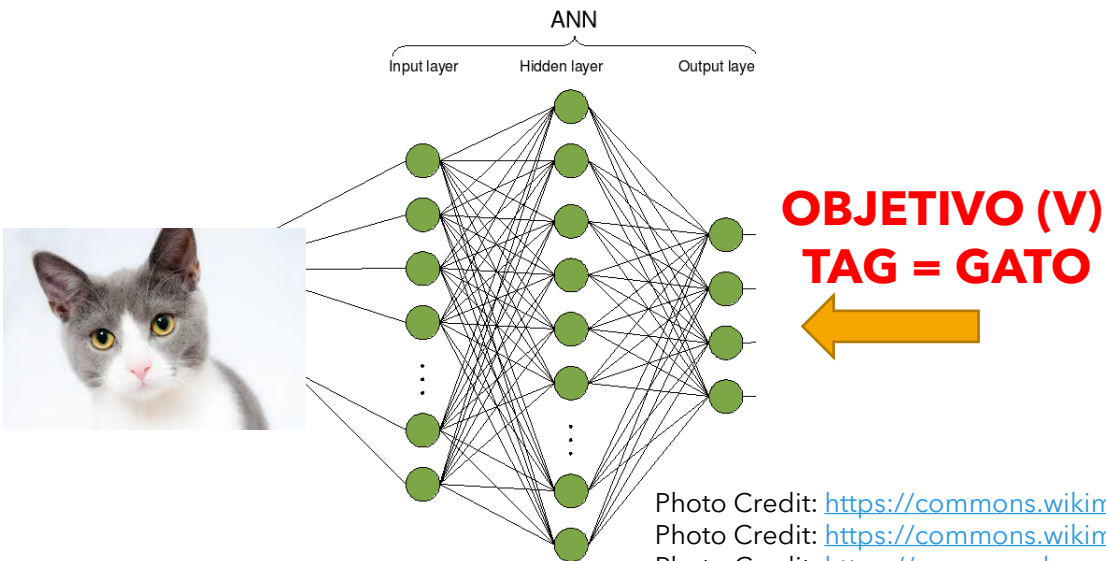 ANN
Input layer
Hidden layer
Output laye
OBJETIVO (V)
TAG = GATO
Photo Credit: https://commons.wikim
Photo Credit: https://commons.wikim